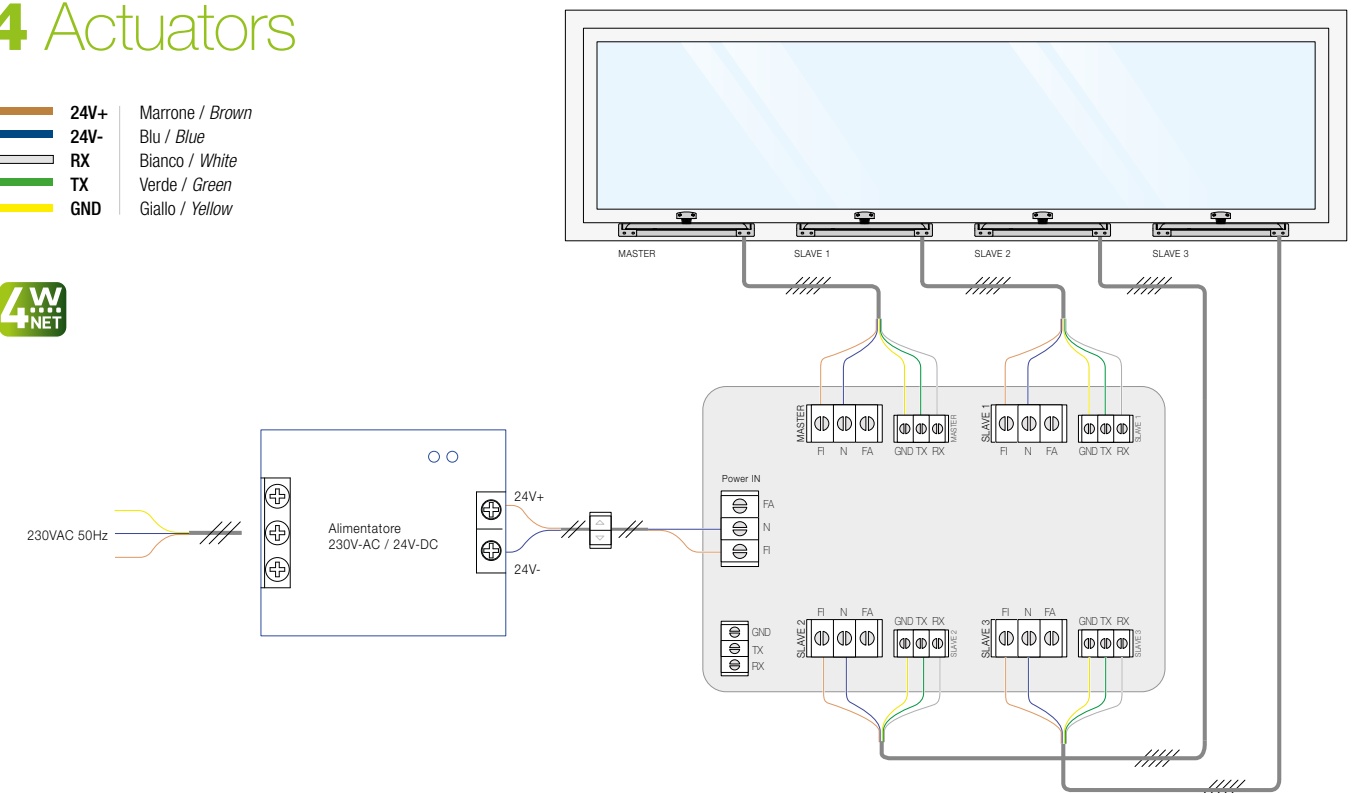 4 Actuators
24V+ Marrone / Brown
24V- Blu / Blue
RX Bianco / White
TX Verde / Green
GND Giallo / Yellow
4W NET
MASTER SLAVE 1 SLAVE 2 SLAVE 3
MASTER
FI N FA
GND TX RX
MASTER
SLAVE 1
FI N FA
GND TX RX
SLAVE 1
Power IN
FA
N
FI
230VAC 50Hz
Alimentatore
230V-AC / 24V-DC
24V+
24V-
GND
TX
RX
SLAVE 2
FI N FA
GND TX RX
SLAVE 2
SLAVE 3
FI N FA
GND TX RX
SLAVE 3